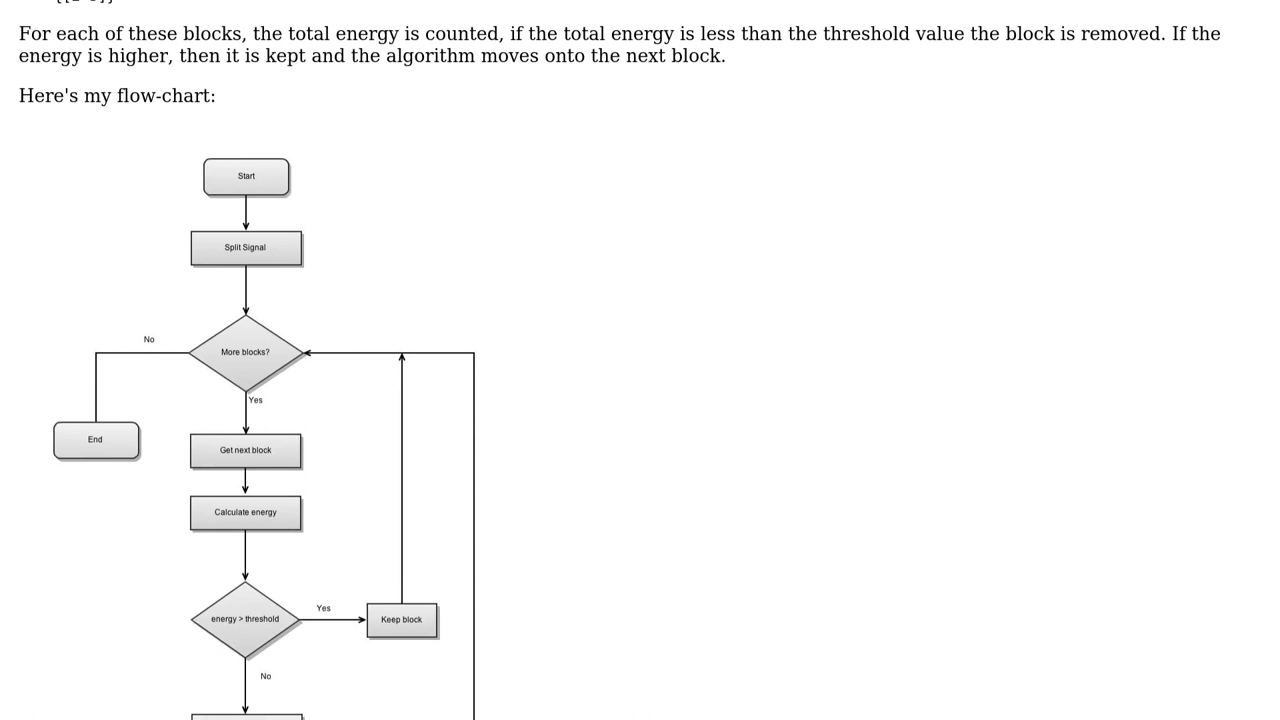 For each of these blocks, the total energy is counted, if the total energy is less than the threshold value the block is removed. If the
energy is higher, then it is kept and the algorithm moves onto the next block.
Here's my flow-chart:
Start
Split Signal
No
More blocks?
Yes
End
Get next block
Calculate energy
energy > threshold
Yes
Keep block
No